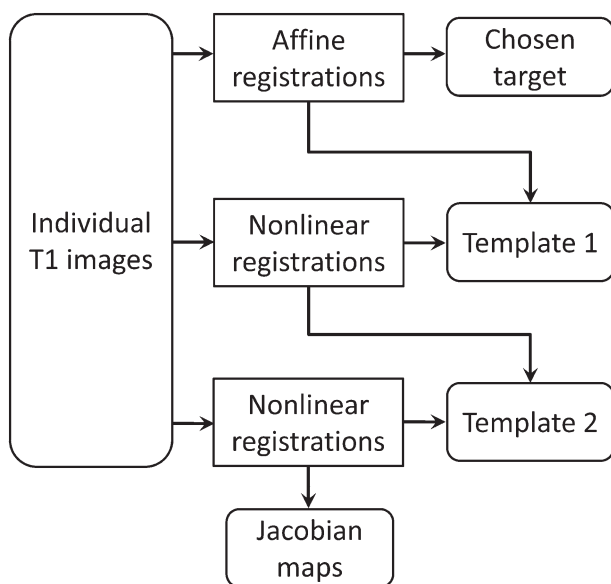 Affine
registrations
Chosen
target
Individual
T1 images
Nonlinear
registrations
Template 1
Nonlinear
registrations
Template 2
Jacobian
maps